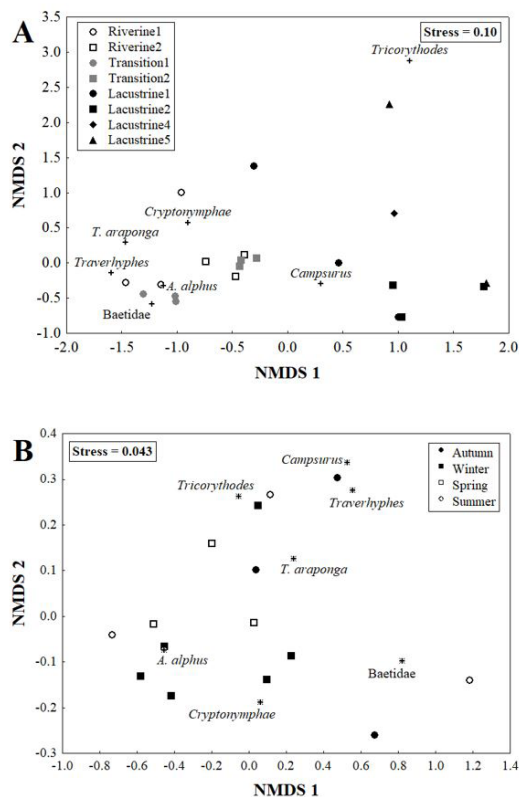 A
Stress = 0.10
Riverine1
Riverine2
Transition1
Transition2
Lacustrine1
Lacustrine2
Lacustrine4
Lacustrine5
Tricorythodes
Cryptonymphae
T. araponga
Traverhyphes
A. alphus
Baetidae
Campsurus
3.5
3.0
2.5
2.0
1.5
1.0
0.5
0.0
-0.5
-1.0
NMDS 2
-2.0 -1.5 -1.0 -0.5 0.0 0.5 1.0 1.5 2.0
NMDS 1
B
Stress = 0.043
Autumn
Winter
Spring
Summer
Campsurus
Tricorythodes
Traverhyphes
T. araponga
A. alphus
Baetidae
Cryptonymphae
0.4
0.3
0.2
0.1
0.0
-0.1
-0.2
-0.3
NMDS 2
-1.0 -0.8 -0.6 -0.4 -0.2 0.0 0.2 0.4 0.6 0.8 1.0 1.2 1.4
NMDS 1